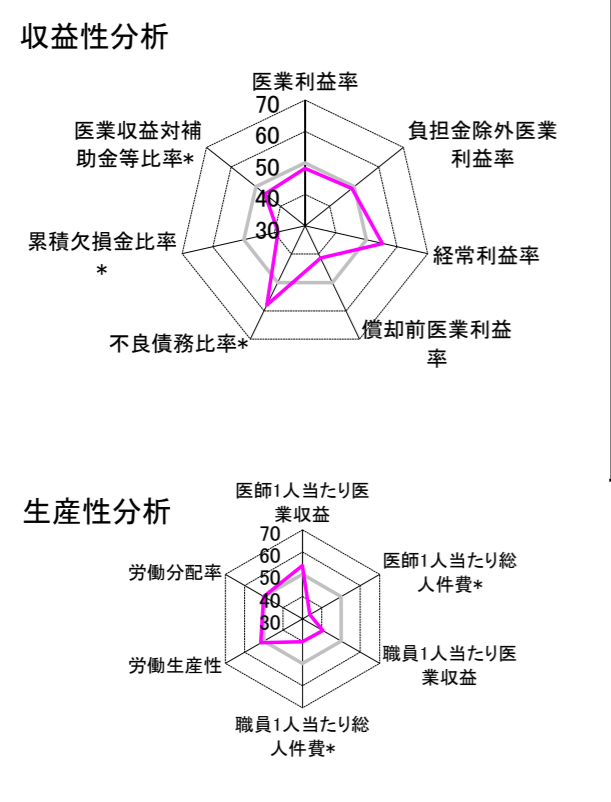 収益性分析
医業利益率
70
60
50
40
30
負担金除外医業
利益率
経常利益率
償却前医業利益
率
不良債務比率*
累積欠損金比率
*
医業収益対補
助金等比率*
生産性分析
医師1人当たり医
業収益
70
60
50
40
30
医師1人当たり総
人件費*
職員1人当たり医
業収益
職員1人当たり総
人件費*
労働生産性
労働分配率